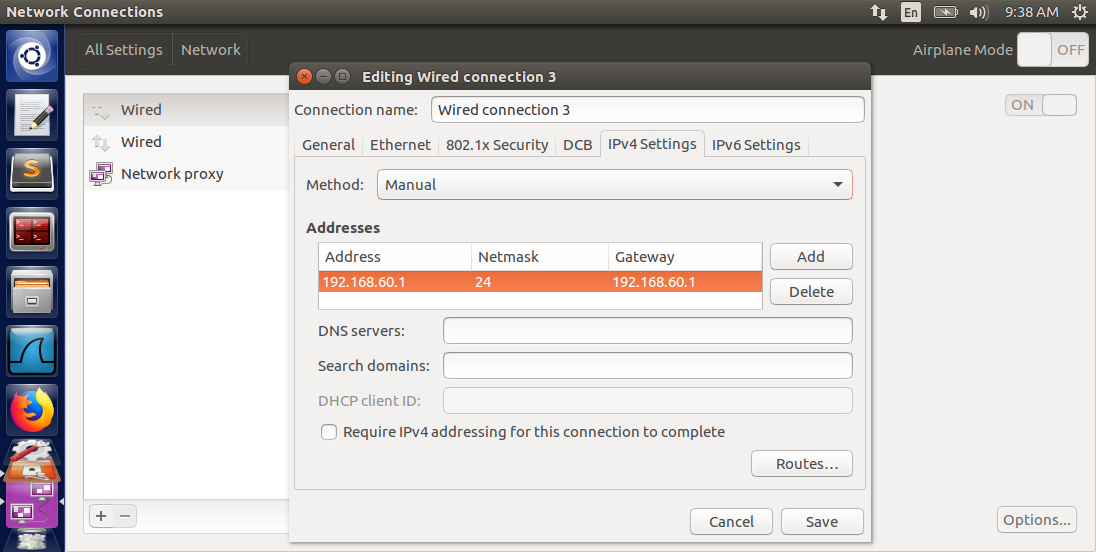 Network Connections
En
9:38 AM
All Settings
Network
Airplane Mode
OFF
Editing Wired connection 3
Wired
Wired
Network proxy
ON
Connection name:
Wired connection 3
General
Ethernet
802.1x Security
DCB
IPv4 Settings
IPv6 Settings
Method:
Manual
Addresses
Address
Netmask
Gateway
192.168.60.1
24
192.168.60.1
Add
Delete
DNS servers:
Search domains:
DHCP client ID:
Require IPv4 addressing for this connection to complete
Routes...
Cancel
Save
+
−
Options...